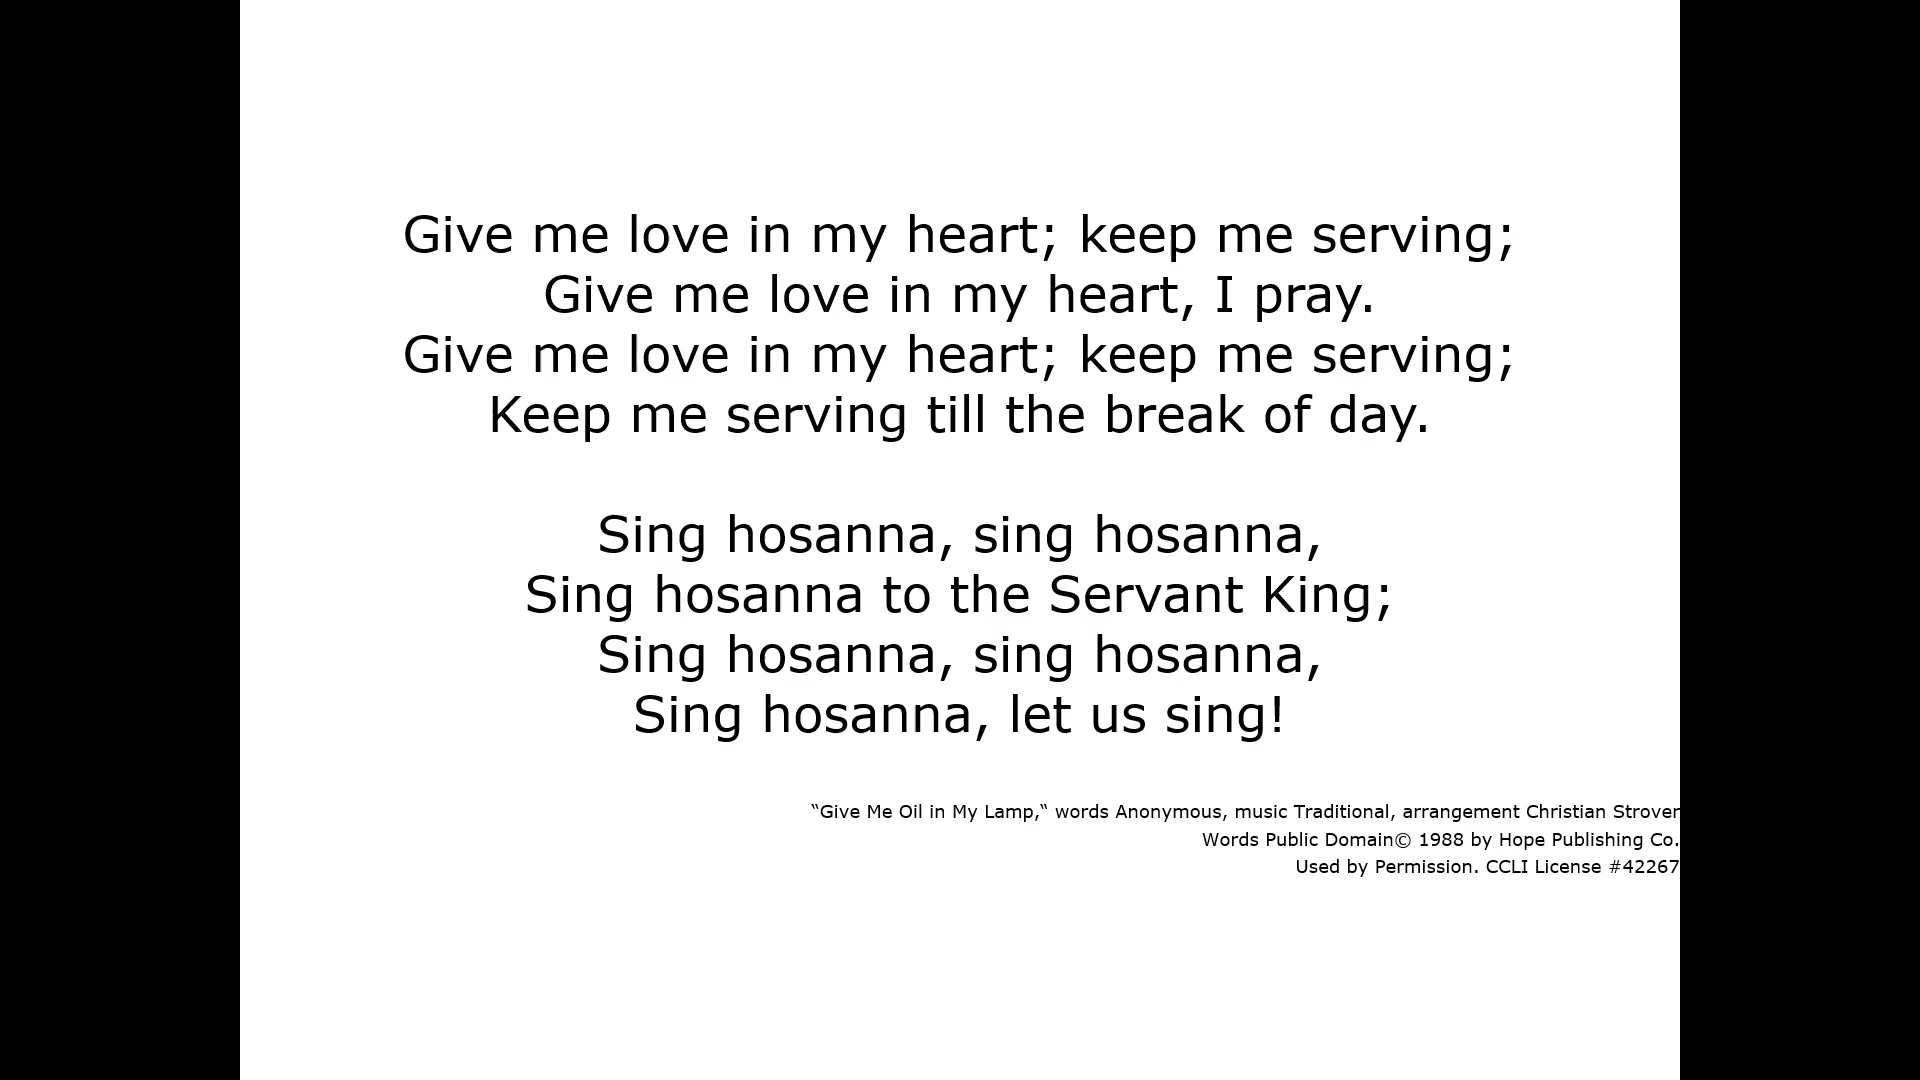 Give me love in my heart; keep me serving;
Give me love in my heart, I pray.
Give me love in my heart; keep me serving;
Keep me serving till the break of day.
Sing hosanna, sing hosanna,
Sing hosanna to the Servant King;
Sing hosanna, sing hosanna,
Sing hosanna, let us sing!
“Give Me Oil in My Lamp,“ words Anonymous, music Traditional, arrangement Christian Strover
Words Public Domain© 1988 by Hope Publishing Co.
Used by Permission. CCLI License #42267